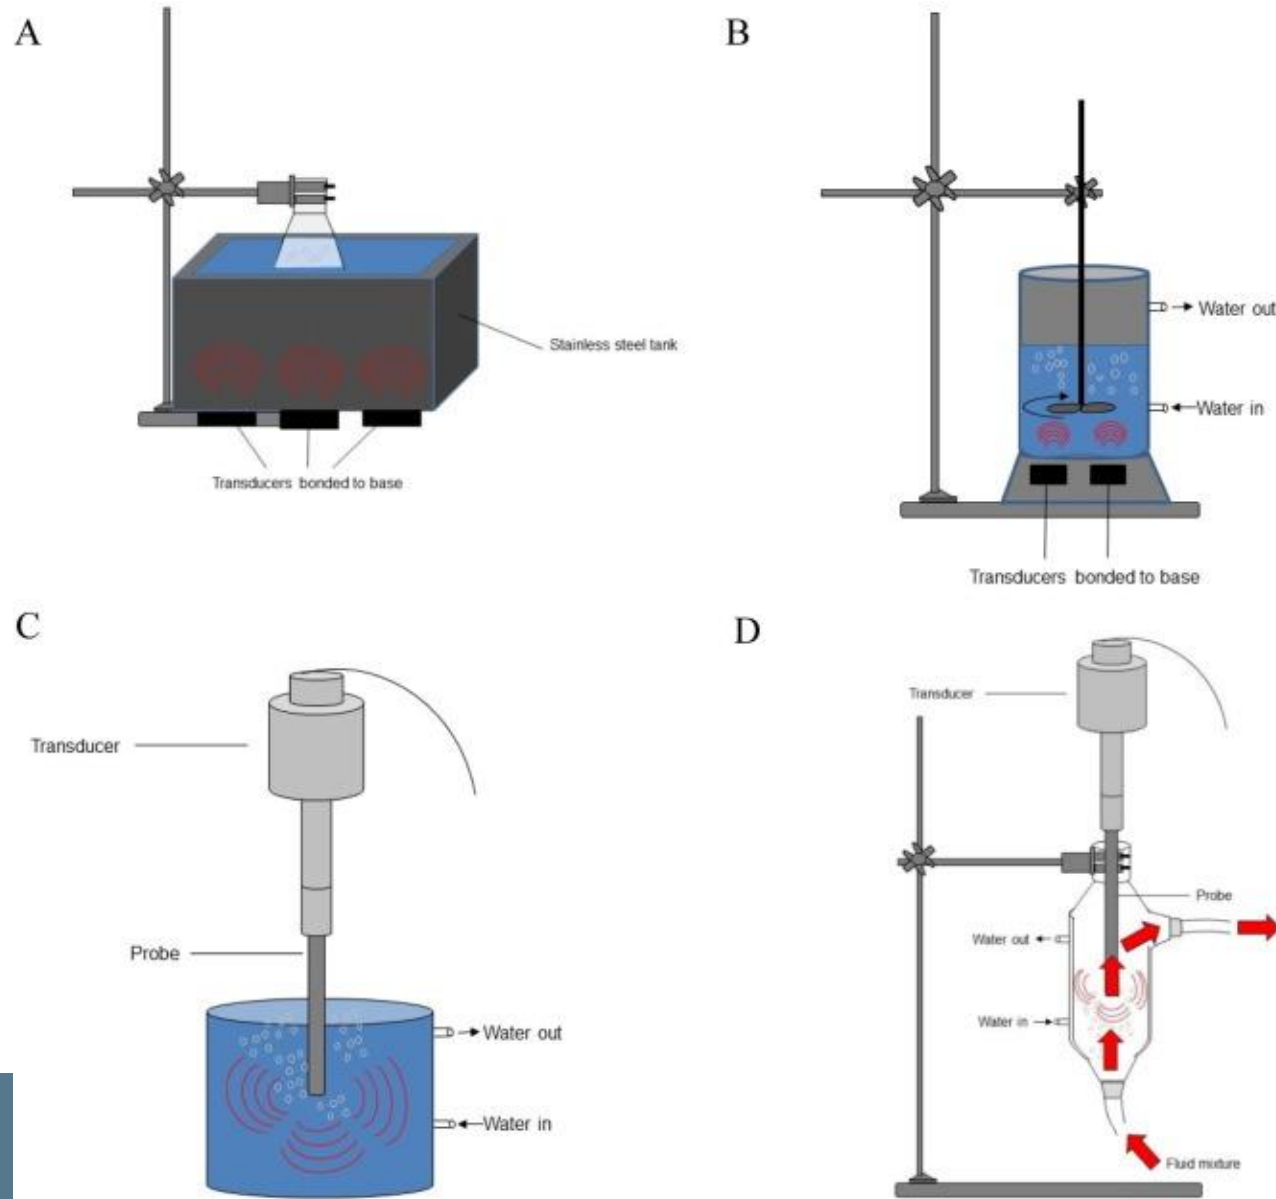 A
Stainless steel tank
Transducers bonded to base
B
Water out
Water in
Transducers bonded to base
C
Transducer
Probe
Water out
Water in
D
Transducer
Probe
Water out
Water in
Fluid mixture